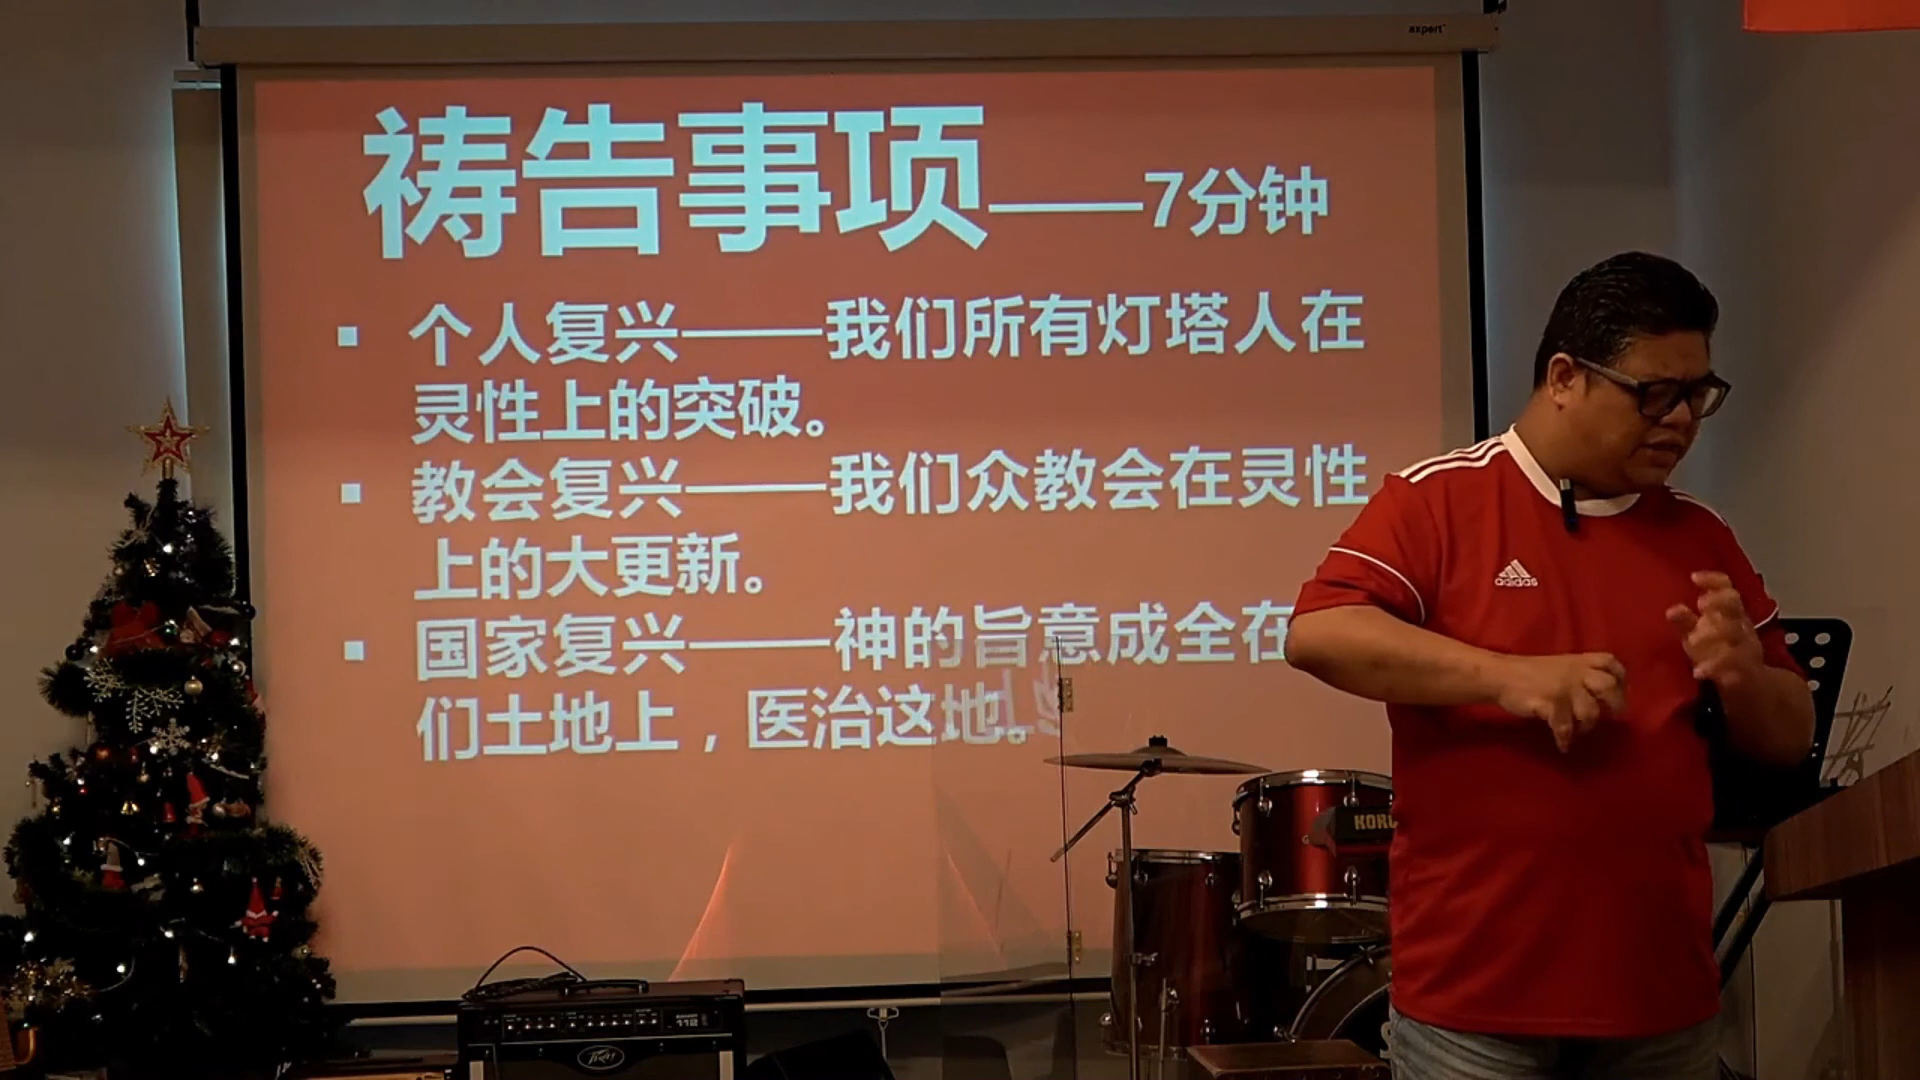 expert
祷告事项——7分钟
▪ 个人复兴——我们所有灯塔人在
灵性上的突破。
▪ 教会复兴——我们众教会在灵性
上的大更新。
▪ 国家复兴——神的旨意成全在
们土地上，医治这地。
adidas
KORG
112
PEAVEY